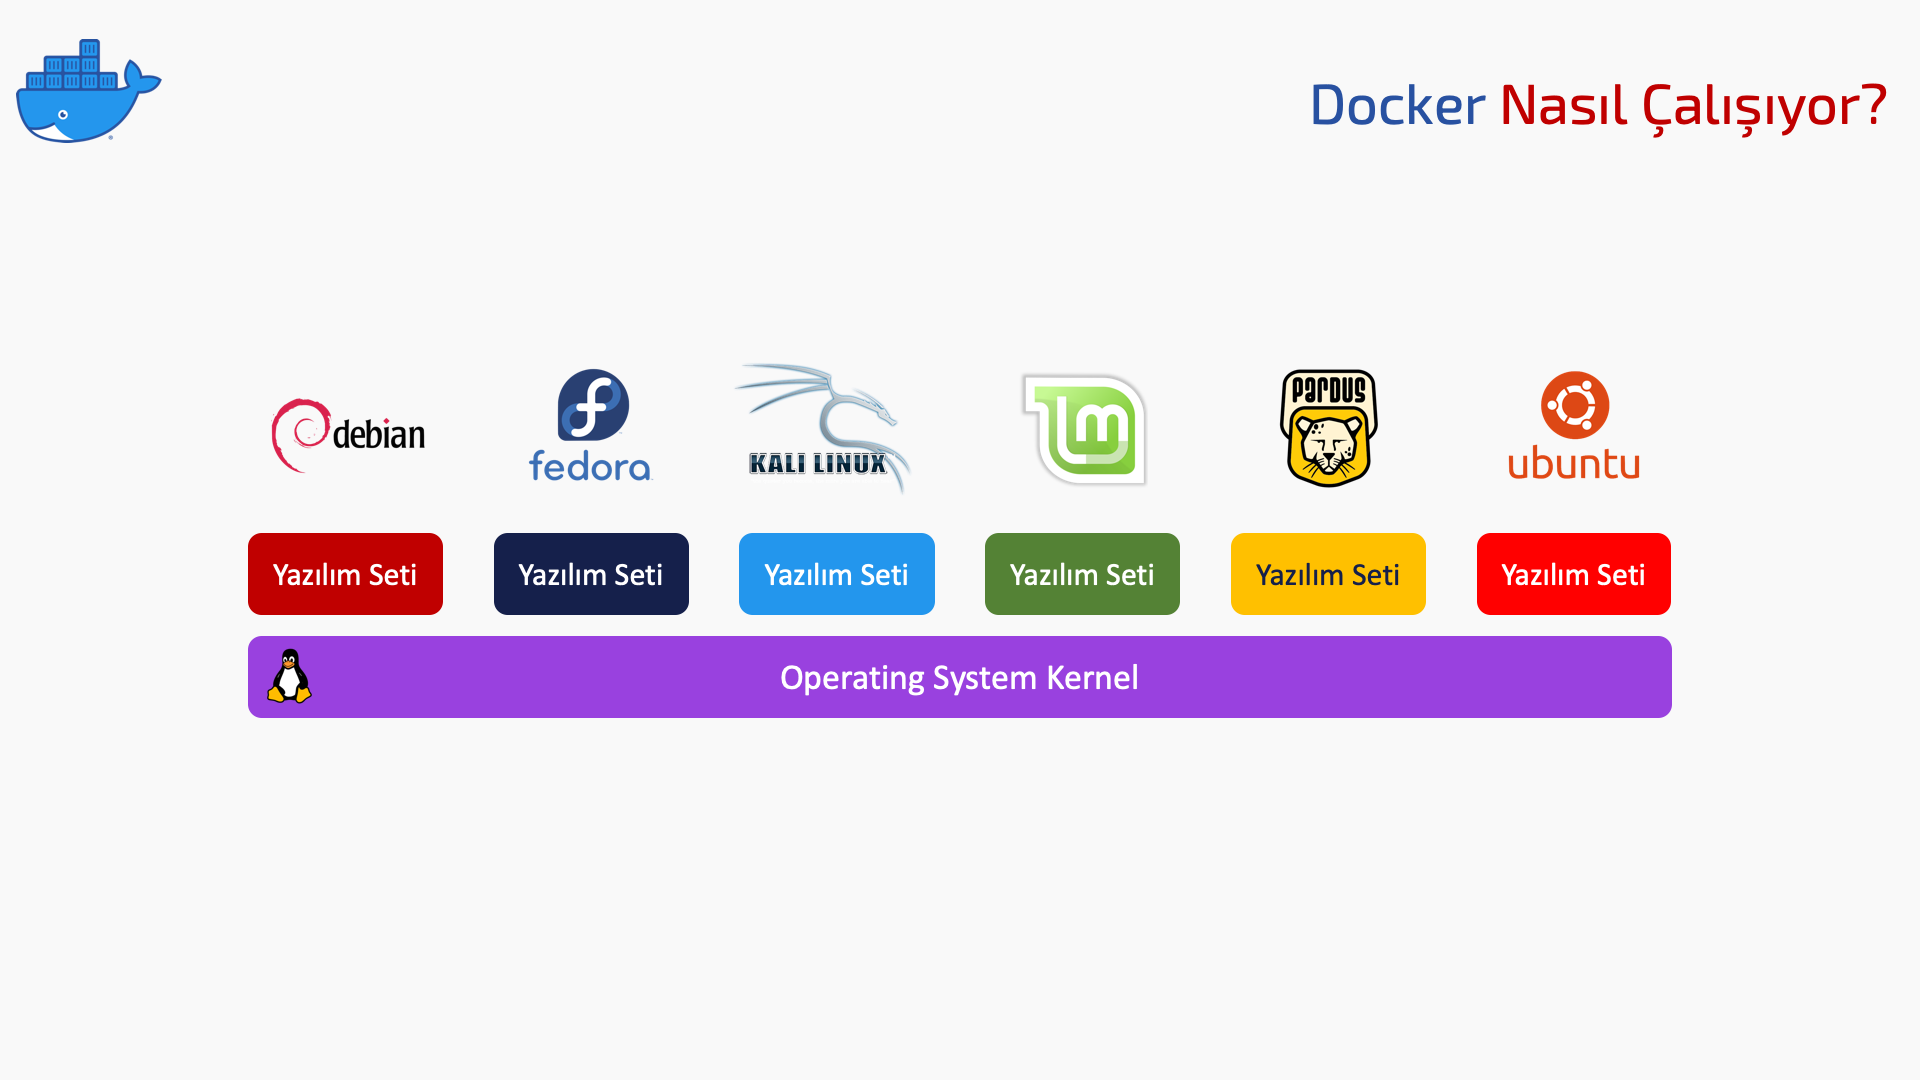 Docker Nasıl Çalışıyor?
debian
fedora
KALI LINUX
lm
PARDUS
ubuntu
Yazılım Seti
Yazılım Seti
Yazılım Seti
Yazılım Seti
Yazılım Seti
Yazılım Seti
Operating System Kernel